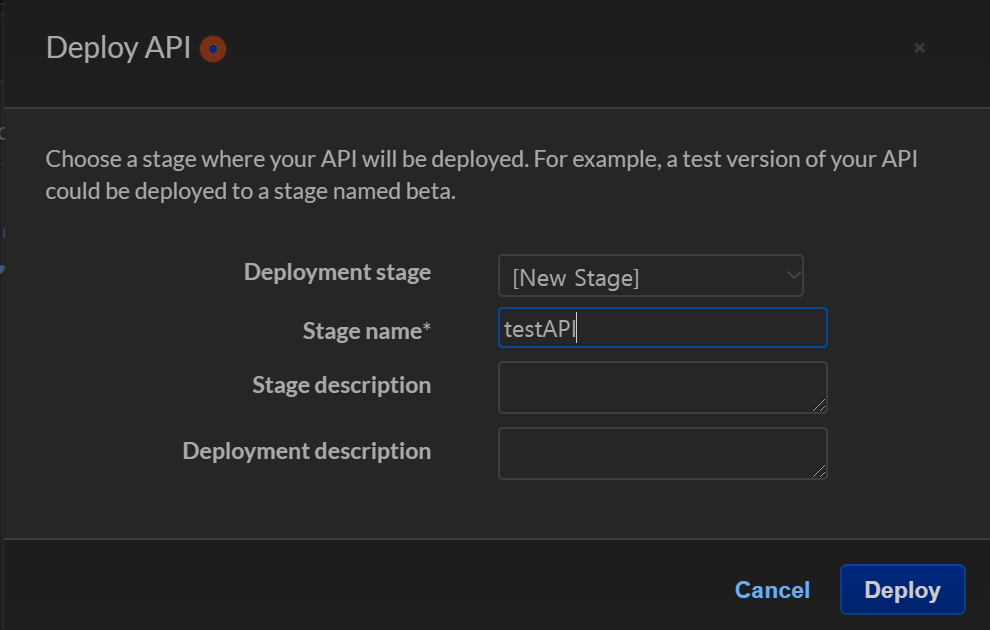 Deploy API
Choose a stage where your API will be deployed. For example, a test version of your API
could be deployed to a stage named beta.
Deployment stage [New Stage]
Stage name* testAPI
Stage description
Deployment description
Cancel Deploy